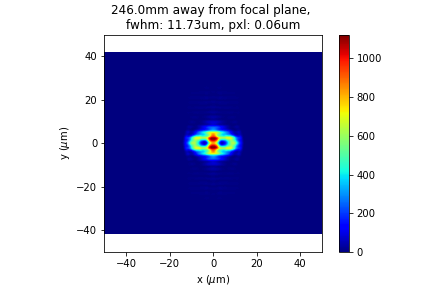 246.0mm away from focal plane,
fwhm: 11.73um, pxl: 0.06um
40
20
0
−20
−40
y (μm)
−40 −20 0 20 40
x (μm)
1000
800
600
400
200
0